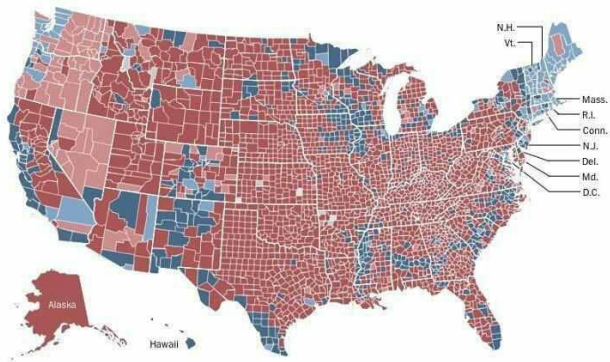 N.H.
Vt.
Mass.
R.I.
Conn.
N.J.
Del.
Md.
D.C.
Alaska
Hawaii